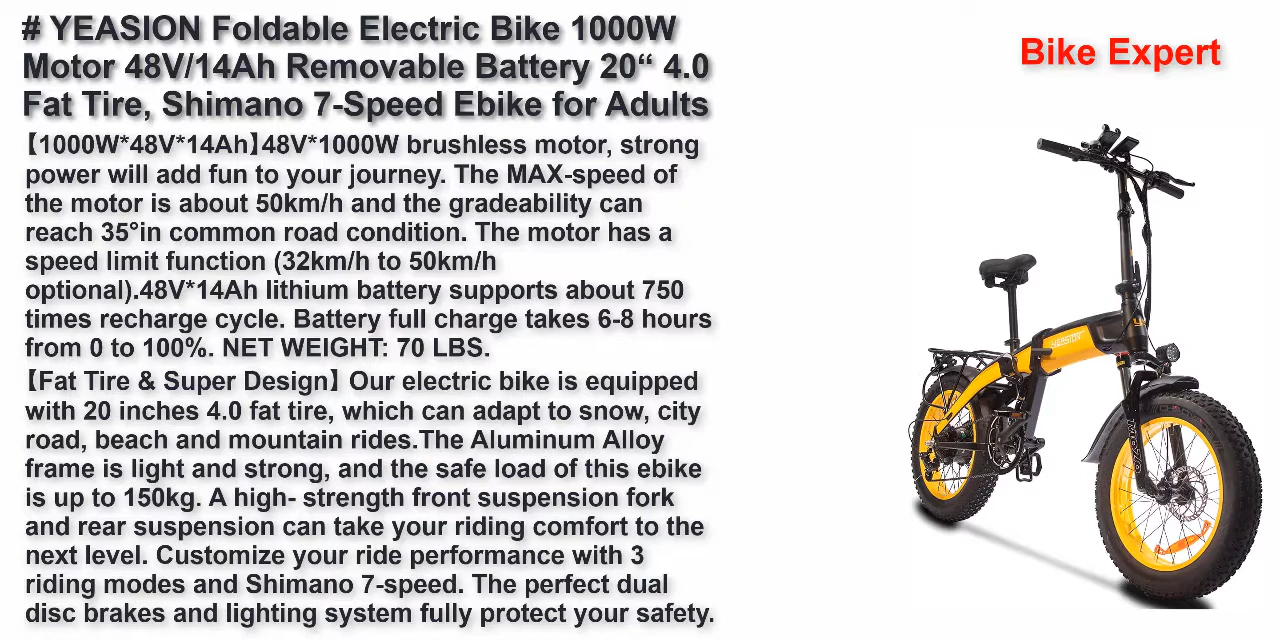 # YEASION Foldable Electric Bike 1000W
Motor 48V/14Ah Removable Battery 20“ 4.0
Fat Tire, Shimano 7-Speed Ebike for Adults
【1000W*48V*14Ah】48V*1000W brushless motor, strong
power will add fun to your journey. The MAX-speed of
the motor is about 50km/h and the gradeability can
reach 35°in common road condition. The motor has a
speed limit function (32km/h to 50km/h
optional).48V*14Ah lithium battery supports about 750
times recharge cycle. Battery full charge takes 6-8 hours
from 0 to 100%. NET WEIGHT: 70 LBS.
【Fat Tire & Super Design】 Our electric bike is equipped
with 20 inches 4.0 fat tire, which can adapt to snow, city
road, beach and mountain rides.The Aluminum Alloy
frame is light and strong, and the safe load of this ebike
is up to 150kg. A high- strength front suspension fork
and rear suspension can take your riding comfort to the
next level. Customize your ride performance with 3
riding modes and Shimano 7-speed. The perfect dual
disc brakes and lighting system fully protect your safety.
Bike Expert
YEASION